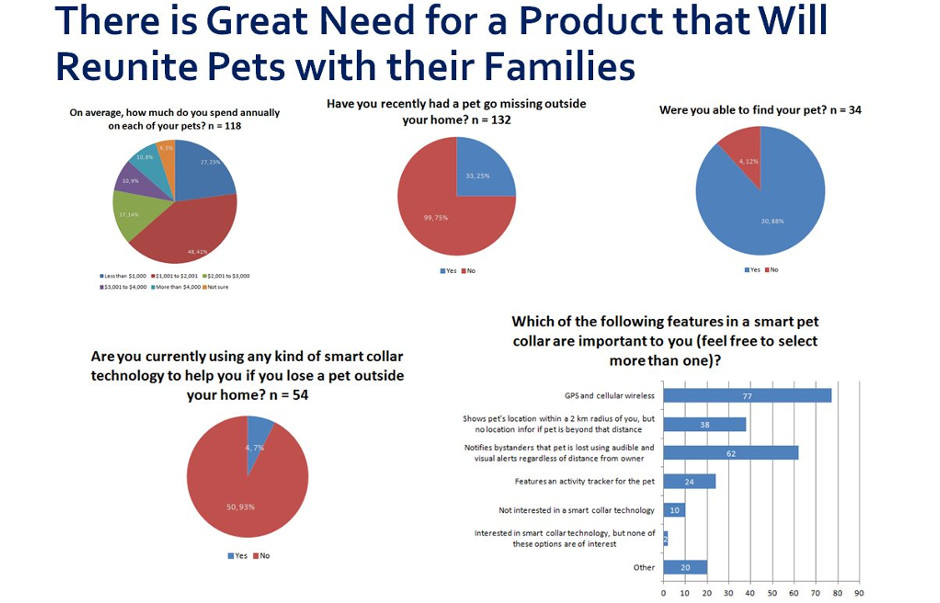 There is Great Need for a Product that Will
Reunite Pets with their Families
On average, how much do you spend annually
on each of your pets? n = 118
27, 23%
48, 41%
17, 14%
10, 9%
10, 8%
6, 5%
Less than $1,000 $1,001 to $2,001 $2,001 to $3,000
$3,001 to $4,000 More than $4,000 Not sure
Have you recently had a pet go missing outside
your home? n = 132
33, 25%
99, 75%
Yes No
Were you able to find your pet? n = 34
4, 12%
30, 88%
Yes No
Are you currently using any kind of smart collar
technology to help you if you lose a pet outside
your home? n = 54
4, 7%
50, 93%
Yes No
Which of the following features in a smart pet
collar are important to you (feel free to select
more than one)?
GPS and cellular wireless
77
Shows pet's location within a 2 km radius of you, but
no location infor if pet is beyond that distance
38
Notifies bystanders that pet is lost using audible and
visual alerts regardless of distance from owner
62
Features an activity tracker for the pet
24
Not interested in a smart collar technology
10
Interested in smart collar technology, but none of
these options are of interest
2
Other
20
0 10 20 30 40 50 60 70 80 90